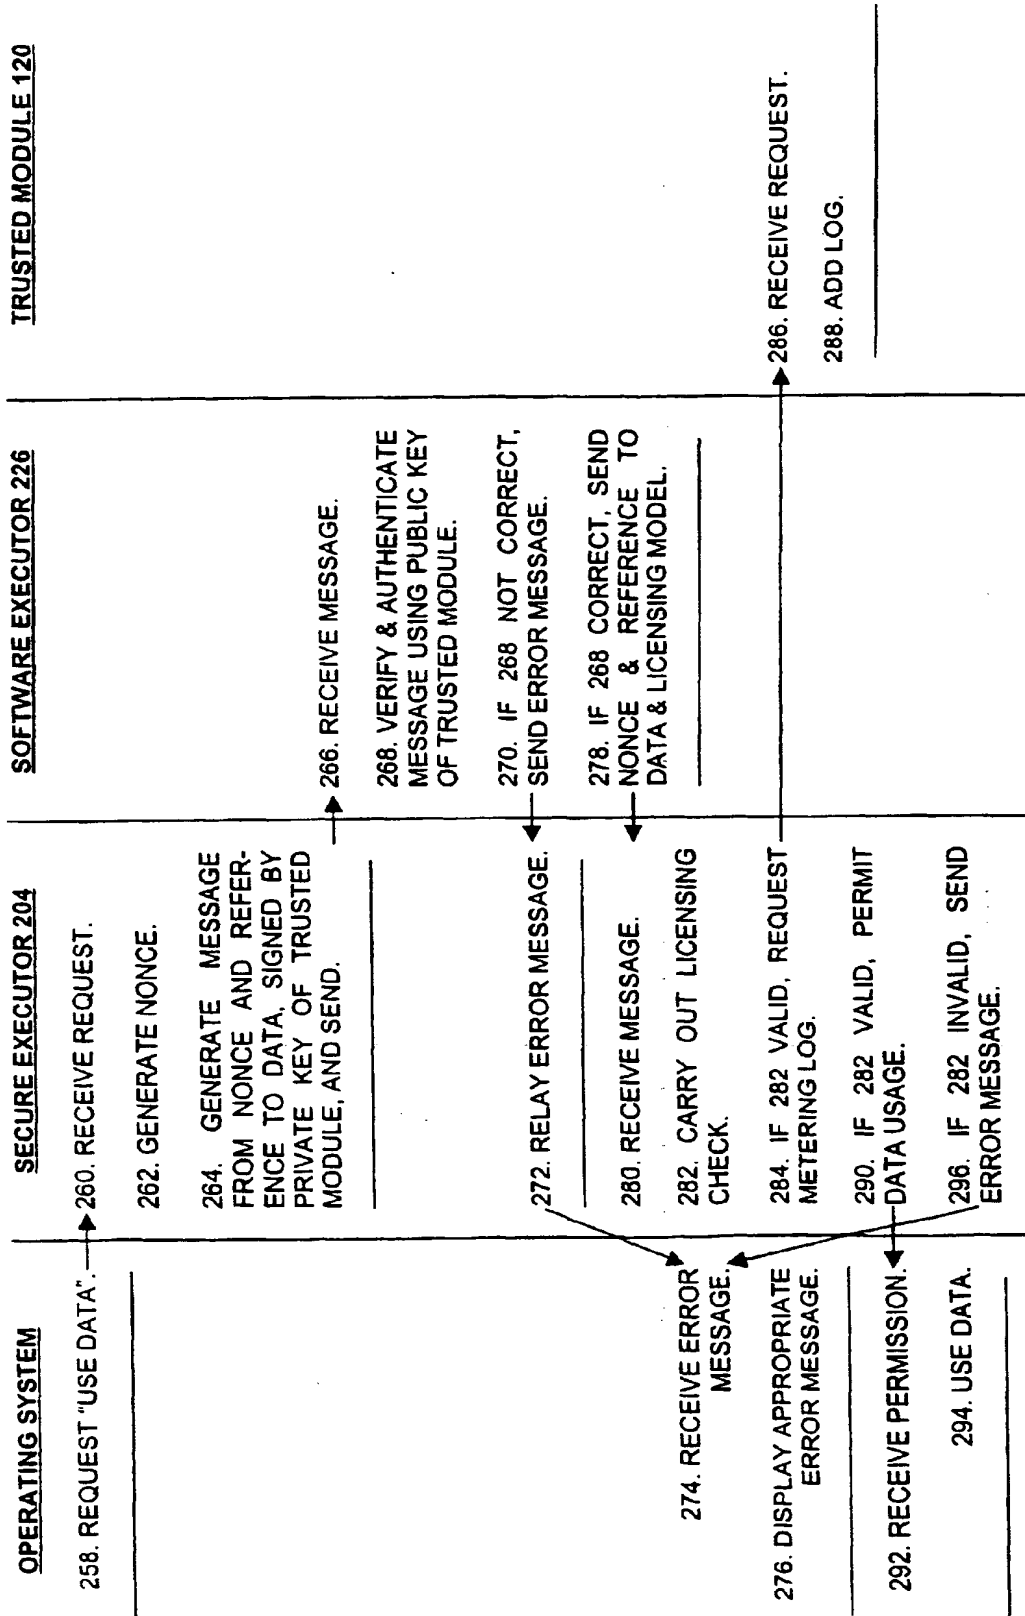 OPERATING SYSTEM
258. REQUEST "USE DATA".
274. RECEIVE ERROR
MESSAGE.
276. DISPLAY APPROPRIATE
ERROR MESSAGE.
292. RECEIVE PERMISSION.
294. USE DATA.
SECURE EXECUTOR 204
260. RECEIVE REQUEST.
262. GENERATE NONCE.
264. GENERATE MESSAGE
FROM NONCE AND REFER-
ENCE TO DATA, SIGNED BY
PRIVATE KEY OF TRUSTED
MODULE, AND SEND.
272. RELAY ERROR MESSAGE.
280. RECEIVE MESSAGE.
282. CARRY OUT LICENSING
CHECK.
284. IF 282 VALID, REQUEST
METERING LOG.
290. IF 282 VALID, PERMIT
DATA USAGE.
296. IF 282 INVALID, SEND
ERROR MESSAGE.
SOFTWARE EXECUTOR 226
266. RECEIVE MESSAGE.
268. VERIFY & AUTHENTICATE
MESSAGE USING PUBLIC KEY
OF TRUSTED MODULE.
270. IF 268 NOT CORRECT,
SEND ERROR MESSAGE.
278. IF 268 CORRECT, SEND
NONCE & REFERENCE TO
DATA & LICENSING MODEL.
TRUSTED MODULE 120
286. RECEIVE REQUEST.
288. ADD LOG.